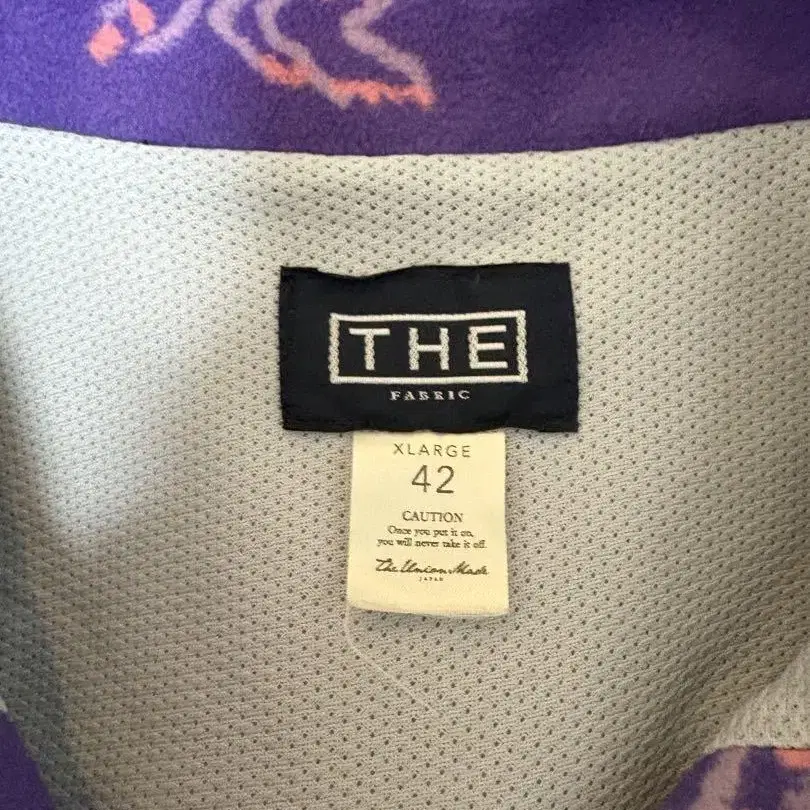 THE
FABRIC
XLARGE
42
CAUTION
Once you put it on,
you will never take it off.
The Union Made
JAPAN